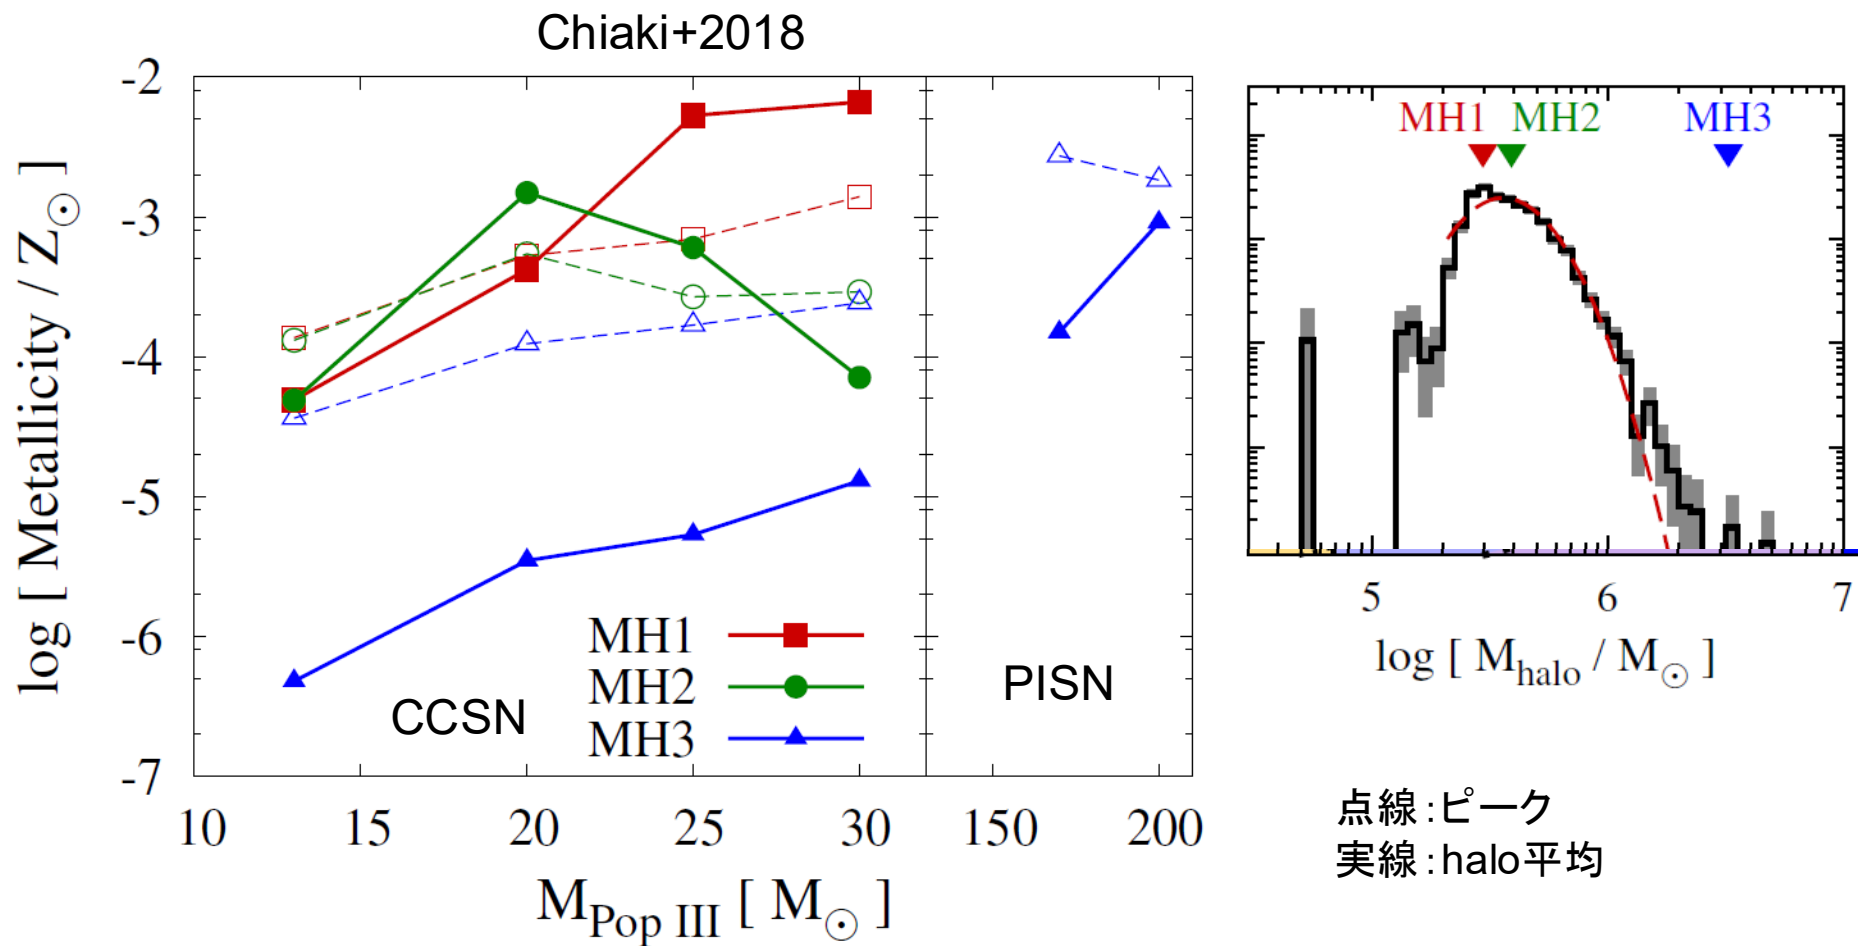 Chiaki+2018
-2
-3
-4
-5
-6
-7
log [ Metallicity / Z☉ ]
MH1
MH2
MH3
CCSN
PISN
10 15 20 25 30 150 200
M_Pop III [ M☉ ]
MH1 MH2 MH3
5 6 7
log [ M_halo / M☉ ]
点線：ピーク
実線：halo平均